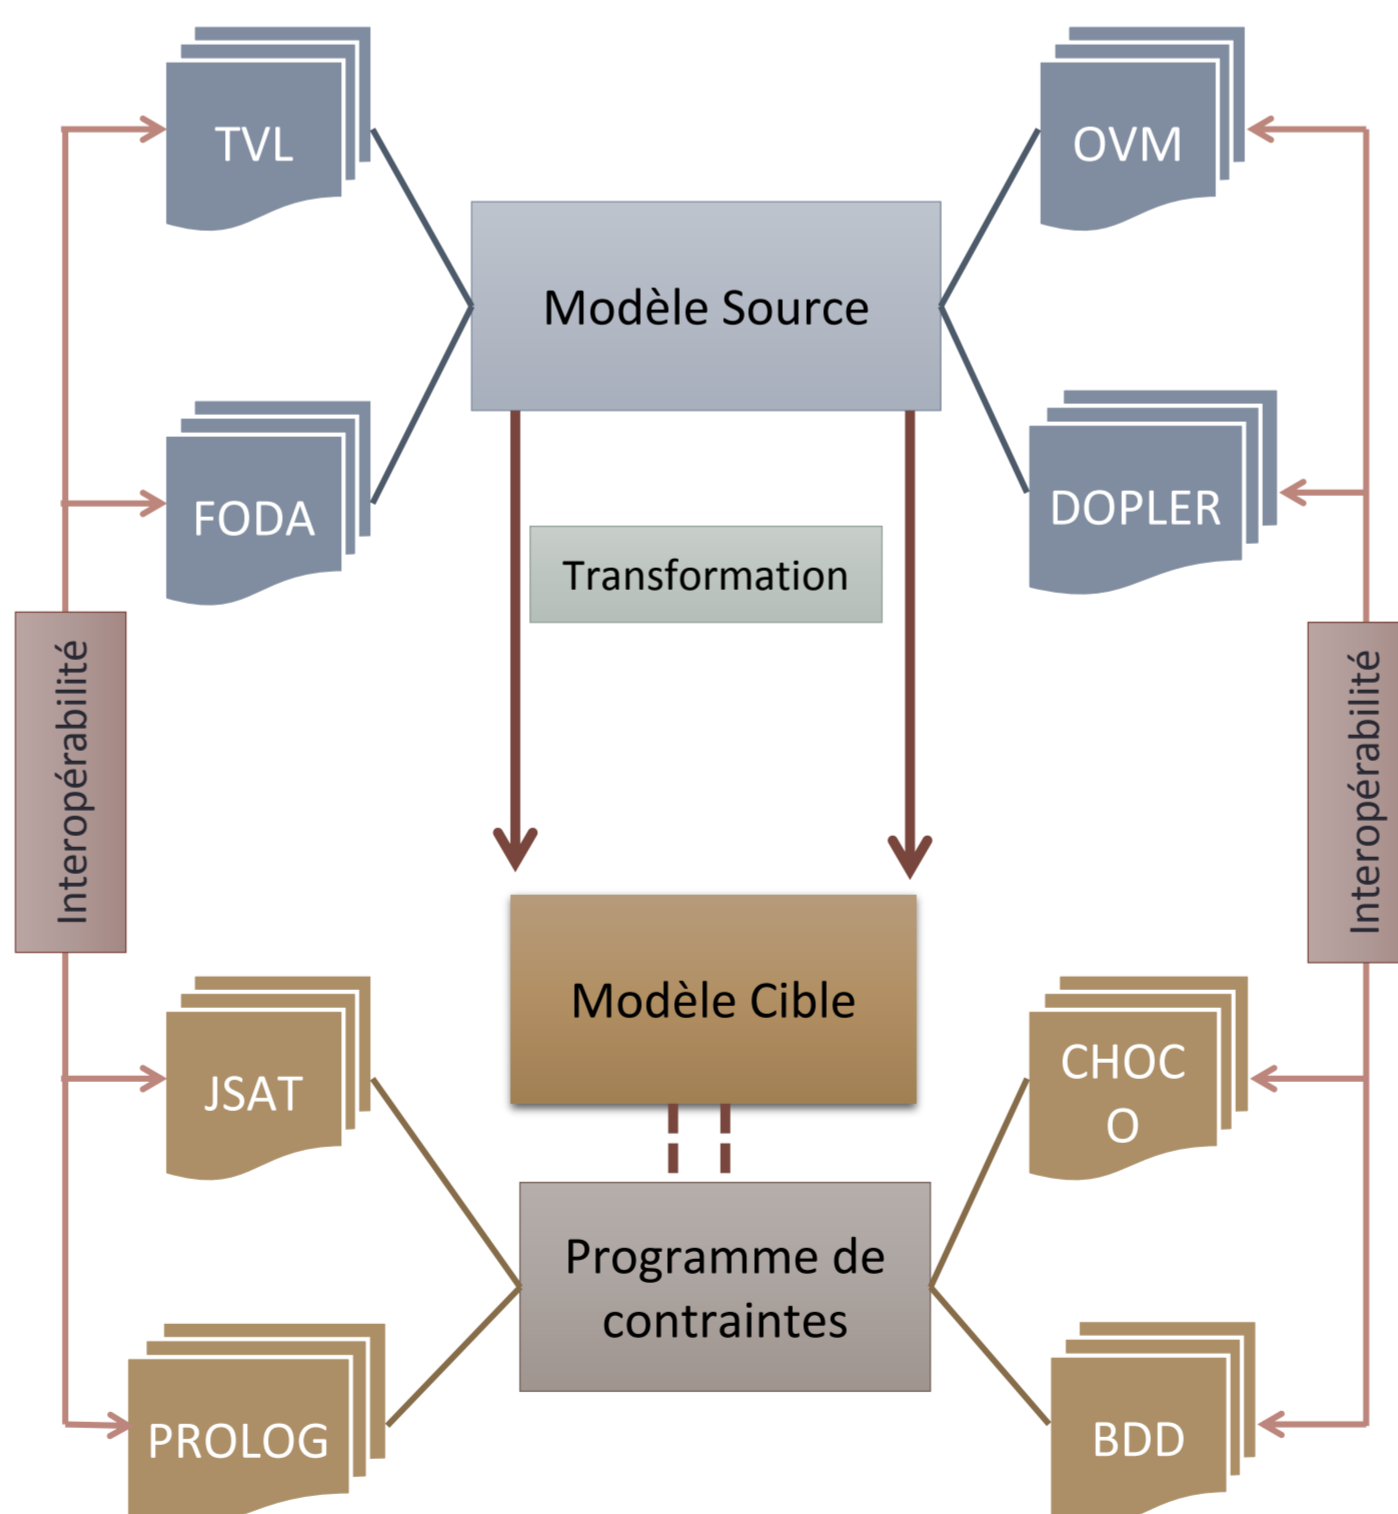 TVL
OVM
Modèle Source
FODA
DOPLER
Transformation
Interopérabilité
Interopérabilité
Modèle Cible
JSAT
CHOC
O
Programme de
contraintes
PROLOG
BDD